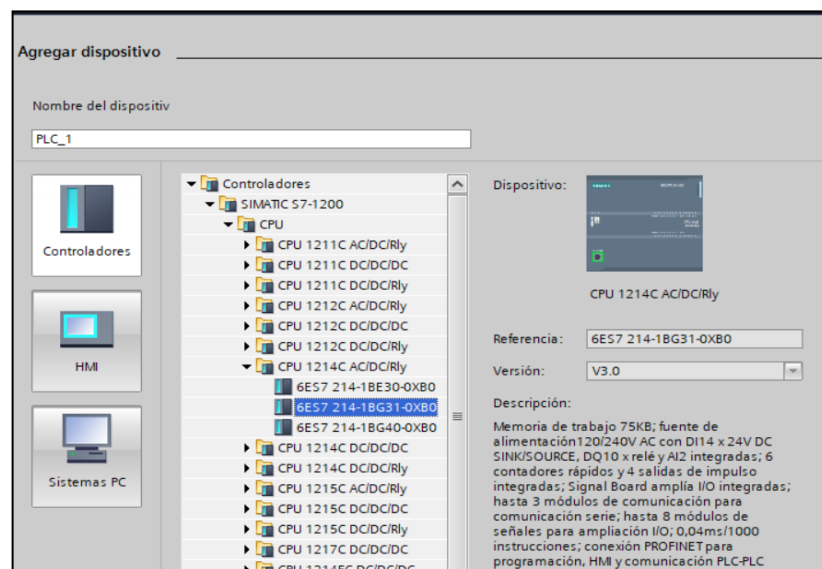 Agregar dispositivo
Nombre del dispositiv
PLC_1
Controladores
HMI
Sistemas PC
Controladores
SIMATIC S7-1200
CPU
CPU 1211C AC/DC/Rly
CPU 1211C DC/DC/DC
CPU 1211C DC/DC/Rly
CPU 1212C AC/DC/Rly
CPU 1212C DC/DC/DC
CPU 1212C DC/DC/Rly
CPU 1214C AC/DC/Rly
6ES7 214-1BE30-0XB0
6ES7 214-1BG31-0XB0
6ES7 214-1BG40-0XB0
CPU 1214C DC/DC/DC
CPU 1214C DC/DC/Rly
CPU 1215C AC/DC/Rly
CPU 1215C DC/DC/DC
CPU 1215C DC/DC/Rly
CPU 1217C DC/DC/DC
CPU 1214FC DC/DC/DC
Dispositivo:
CPU 1214C AC/DC/Rly
Referencia:
6ES7 214-1BG31-0XB0
Versión:
V3.0
Descripción:
Memoria de trabajo 75KB; fuente de
alimentación120/240V AC con DI14 x 24V DC
SINK/SOURCE, DQ10 x relé y AI2 integradas; 6
contadores rápidos y 4 salidas de impulso
integradas; Signal Board amplía I/O integradas;
hasta 3 módulos de comunicación para
comunicación serie; hasta 8 módulos de
señales para ampliación I/O; 0,04ms/1000
instrucciones; conexión PROFINET para
programación, HMI y comunicación PLC-PLC